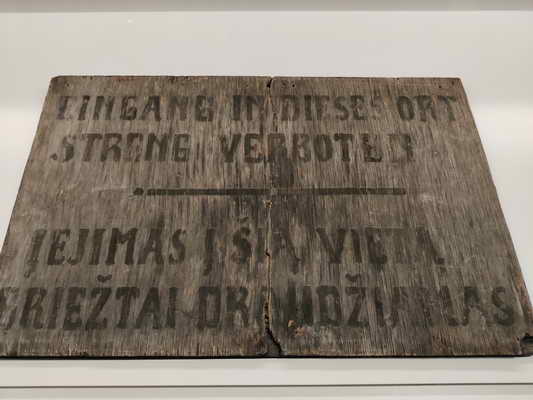 EINGANG IN DIESES ORT
STRENG VERBOTEN
ĮEJIMAS Į ŠIĄ VIETĄ
GRIEŽTAI DRAUDŽIAMAS